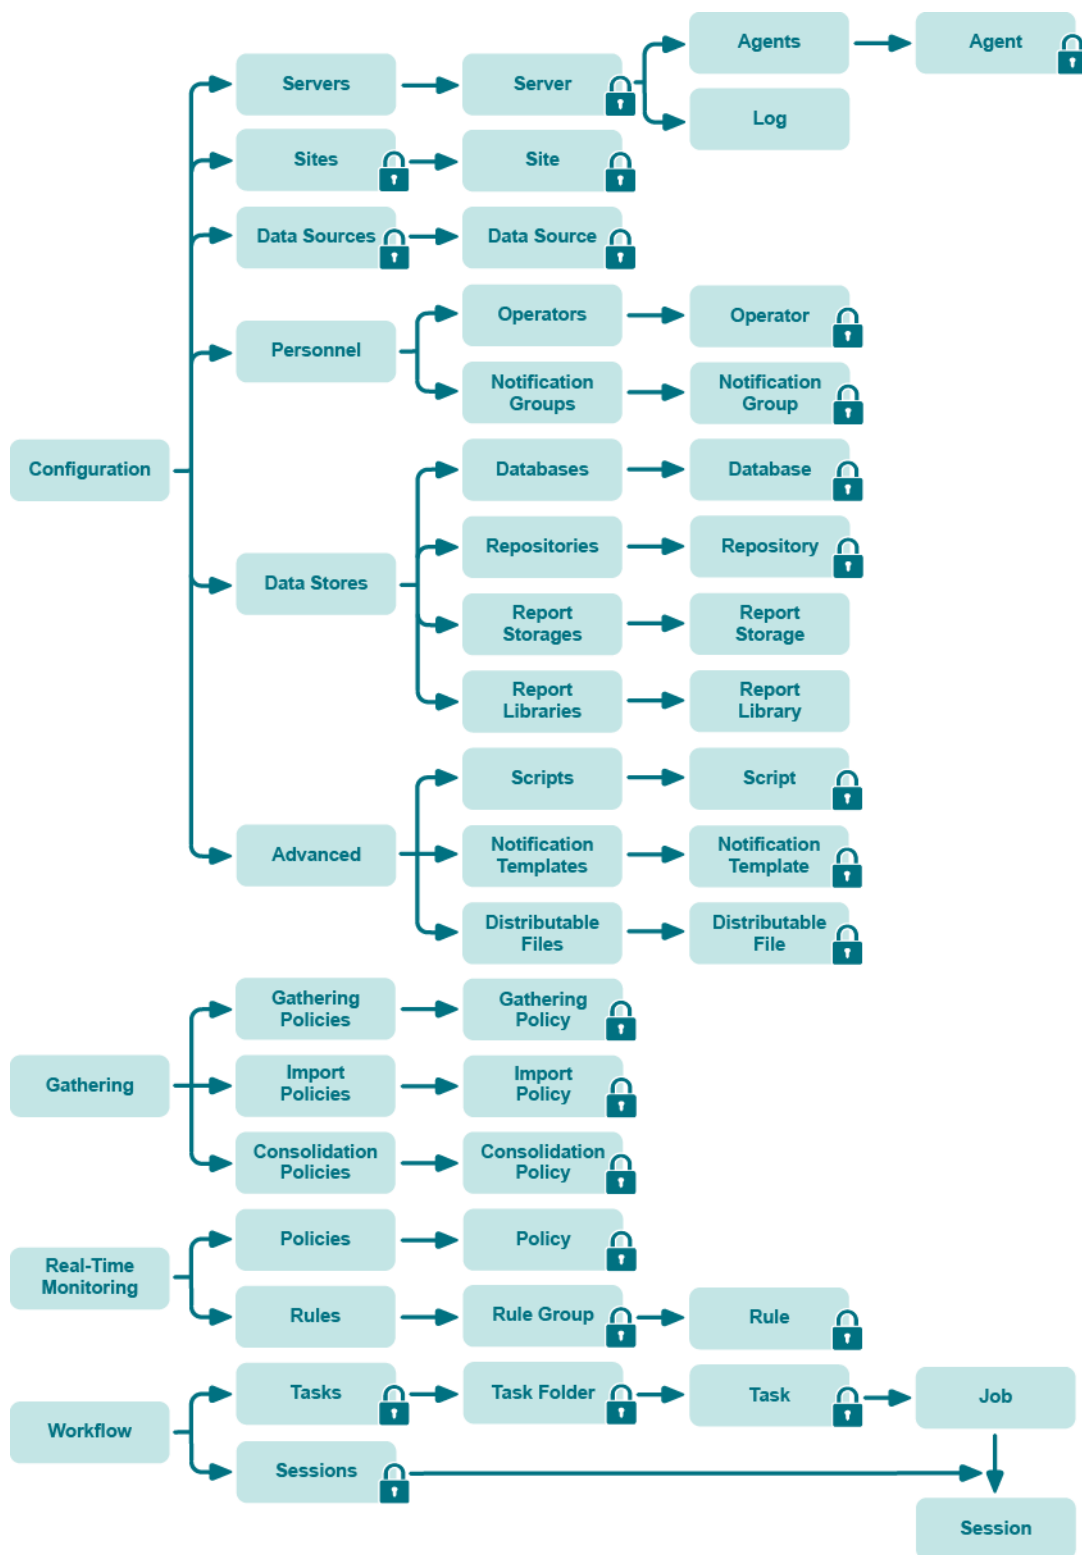 Agents
Agent
Servers
Server
Log
Sites
Site
Data Sources
Data Source
Operators
Operator
Personnel
Notification
Groups
Notification
Group
Configuration
Databases
Database
Repositories
Repository
Data Stores
Report
Storages
Report
Storage
Report
Libraries
Report
Library
Scripts
Script
Advanced
Notification
Templates
Notification
Template
Distributable
Files
Distributable
File
Gathering
Policies
Gathering
Policy
Gathering
Import
Policies
Import
Policy
Consolidation
Policies
Consolidation
Policy
Policies
Policy
Real-Time
Monitoring
Rules
Rule Group
Rule
Tasks
Task Folder
Task
Job
Workflow
Sessions
Session